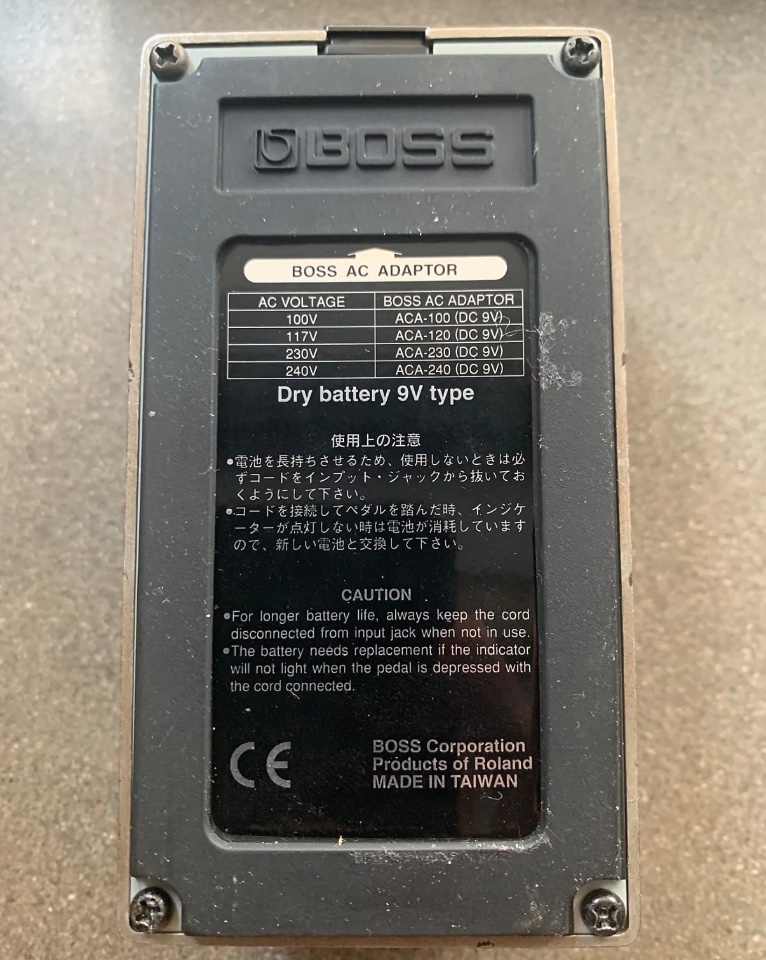 BOSS
BOSS AC ADAPTOR
AC VOLTAGE BOSS AC ADAPTOR
100V ACA-100 (DC 9V)
117V ACA-120 (DC 9V)
230V ACA-230 (DC 9V)
240V ACA-240 (DC 9V)
Dry battery 9V type
使用上の注意
●電池を長持ちさせるため、使用しないときは必
ずコードをインプット・ジャックから抜いてお
くようにして下さい。
●コードを接続してペダルを踏んだ時、インジケ
ーターが点灯しない時は電池が消耗しています
ので、新しい電池と交換して下さい。
CAUTION
●For longer battery life, always keep the cord
disconnected from input jack when not in use.
●The battery needs replacement if the indicator
will not light when the pedal is depressed with
the cord connected.
CE
BOSS Corporation
Products of Roland
MADE IN TAIWAN